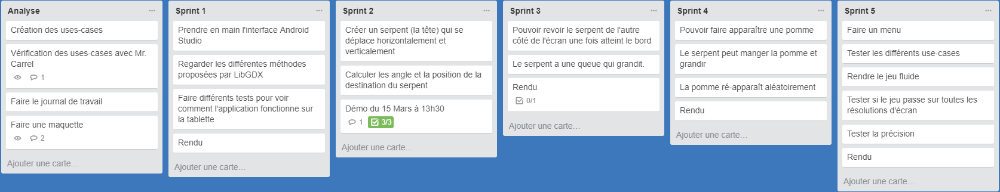 Analyse
Création des uses-cases
Vérification des uses-cases avec Mr.
Carrel
1
Faire le journal de travail
Faire une maquette
2
Ajouter une carte…
Sprint 1
Prendre en main l'interface Android
Studio
Regarder les différentes méthodes
proposées par LibGDX
Faire différents tests pour voir
comment l'application fonctionne sur
la tablette
Rendu
Ajouter une carte…
Sprint 2
Créer un serpent (la tête) qui se
déplace horizontalement et
verticalement
Calculer les angle et la position de la
destination du serpent
Démo du 15 Mars à 13h30
1 3/3
Ajouter une carte…
Sprint 3
Pouvoir revoir le serpent de l'autre
côté de l'écran une fois atteint le bord
Le serpent a une queue qui grandit.
Rendu
0/1
Ajouter une carte…
Sprint 4
Pouvoir faire apparaître une pomme
Le serpent peut manger la pomme et
grandir
La pomme ré-apparaît aléatoirement
Rendu
Ajouter une carte…
Sprint 5
Faire un menu
Tester les différents use-cases
Rendre le jeu fluide
Tester si le jeu passe sur toutes les
résolutions d'écran
Tester la précision
Rendu
Ajouter une carte…